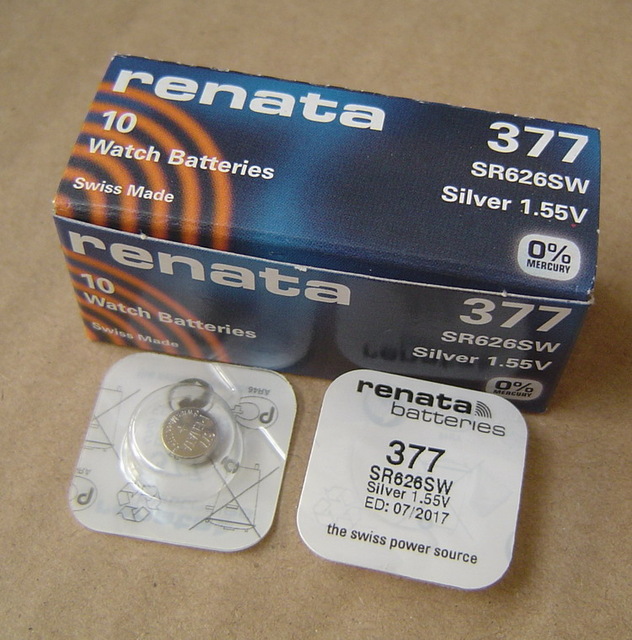 renata
10
Watch Batteries
Swiss Made
377
SR626SW
Silver 1.55V
0%
MERCURY
renata
10
Watch Batteries
Swiss Made
377
SR626SW
Silver 1.55V
0%
MERCURY
renata
batteries
377
SR626SW
Silver 1.55V
ED: 07/2017
the swiss power source